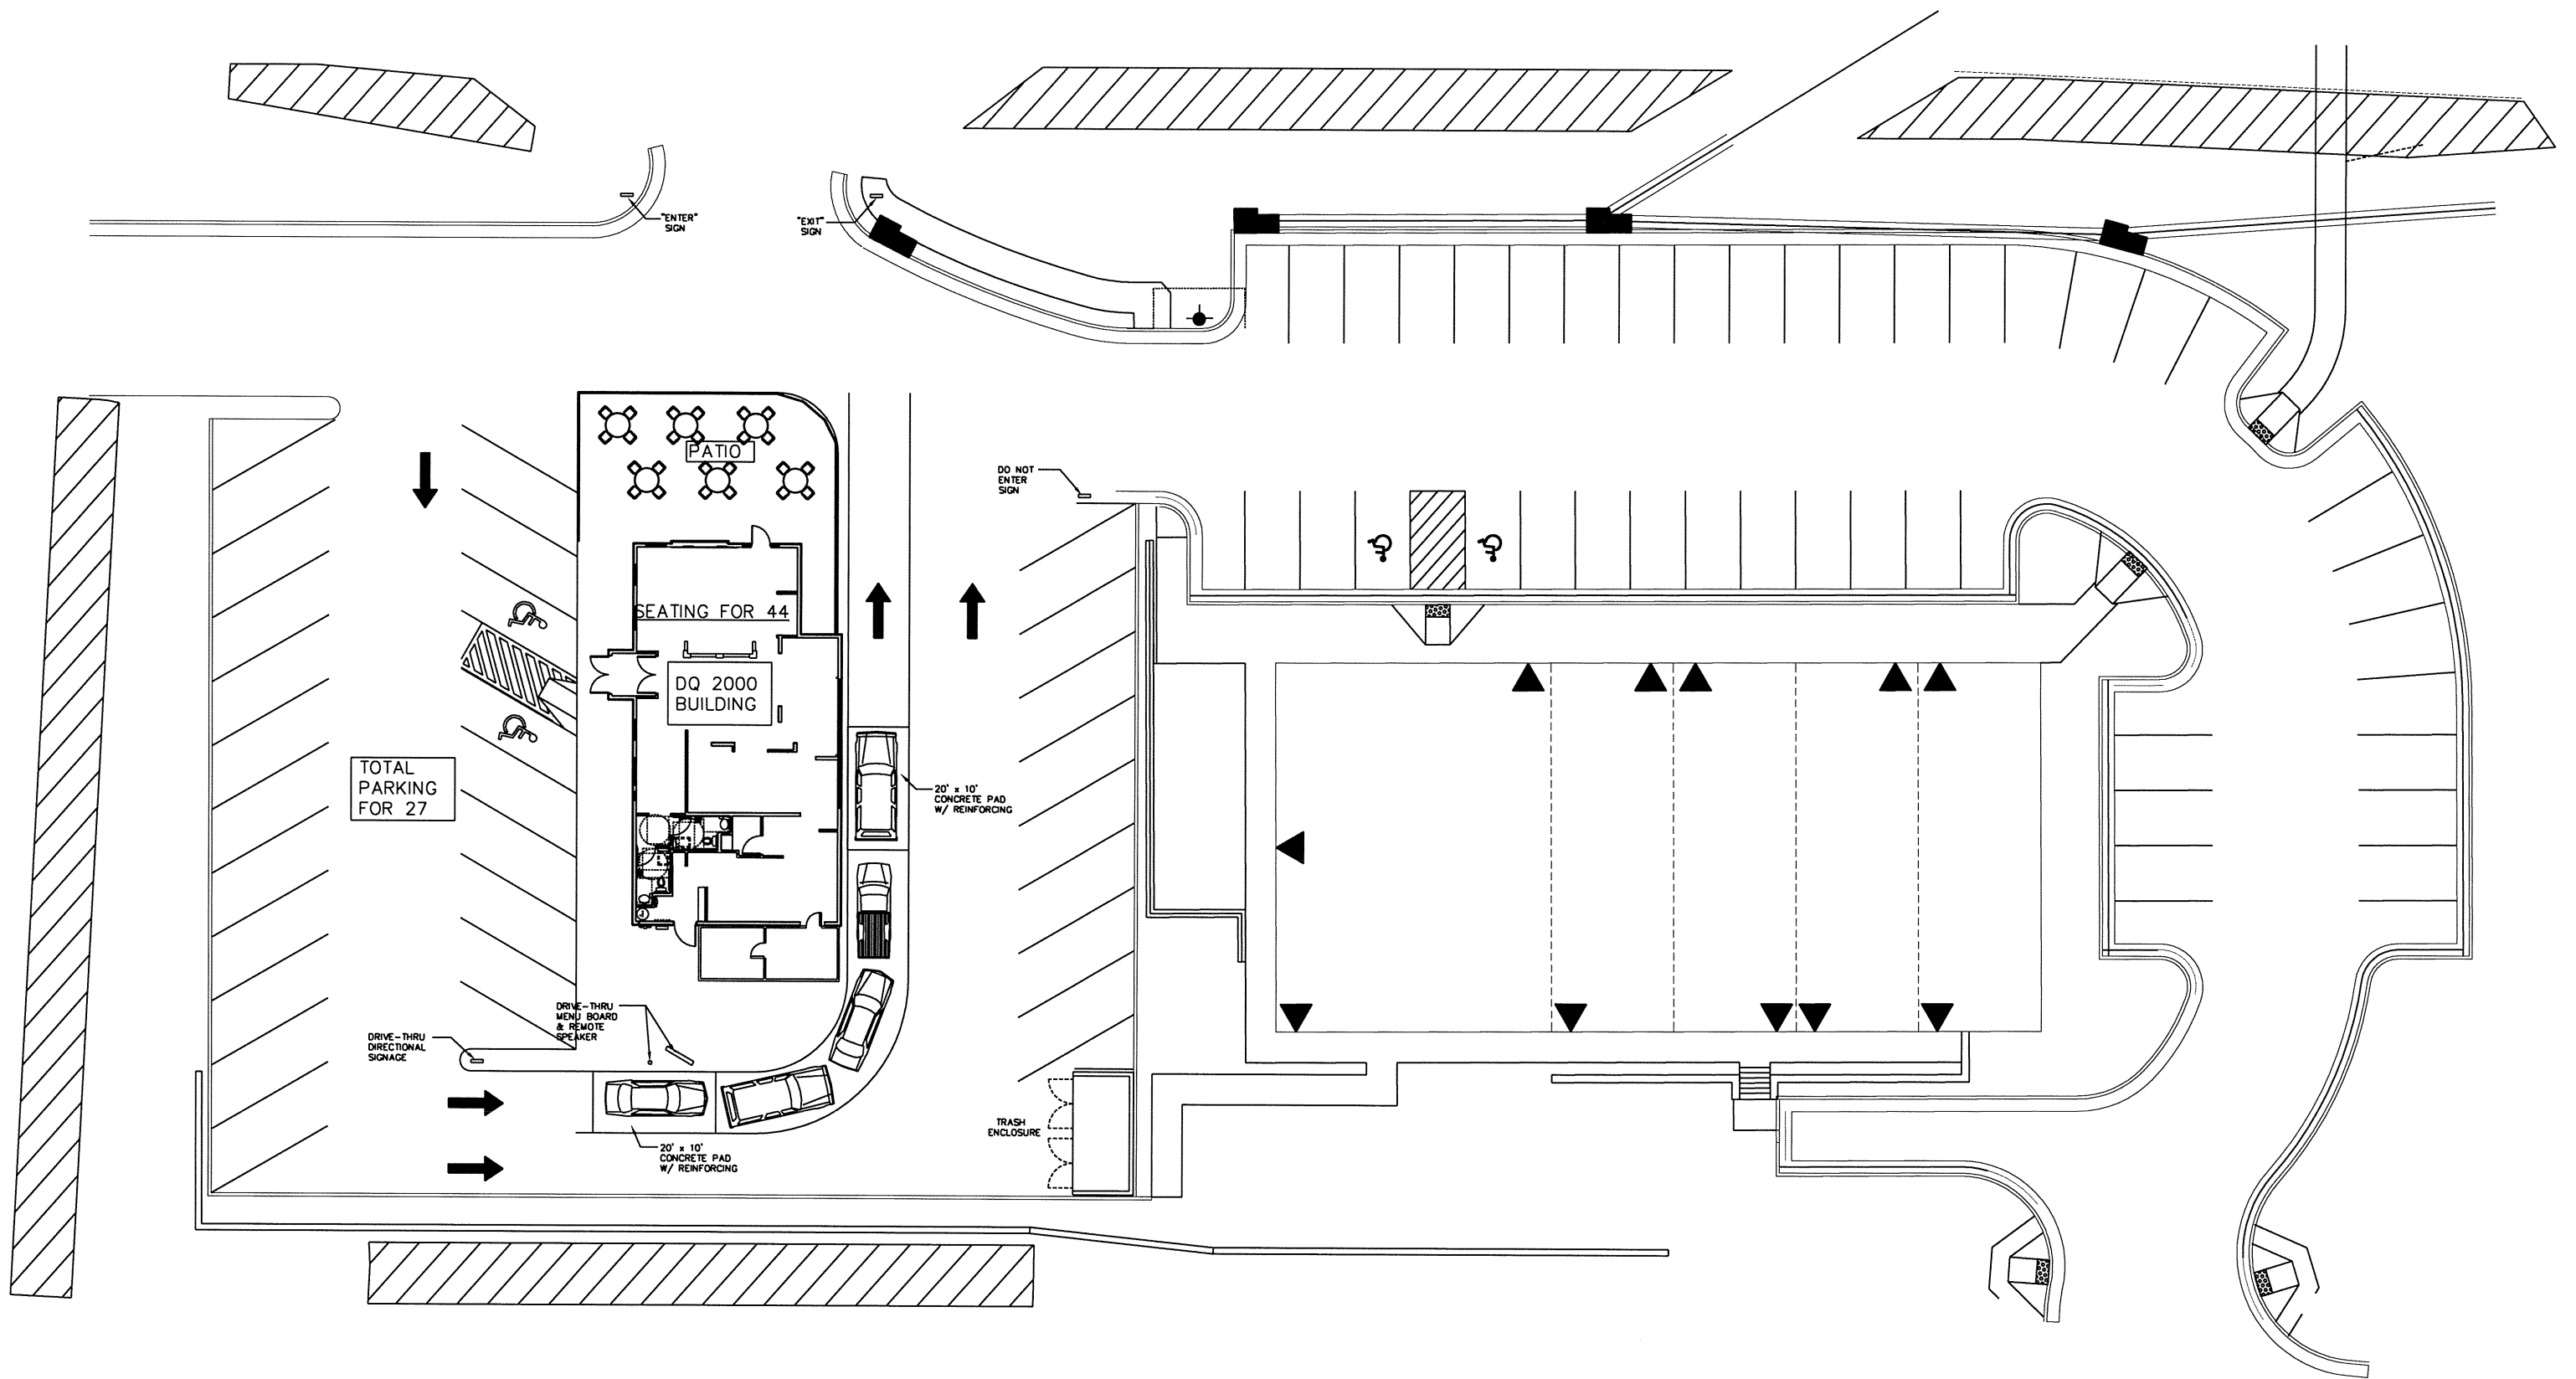 "ENTER"
SIGN
"EXIT"
SIGN
PATIO
DO NOT
ENTER
SIGN
SEATING FOR 44
DQ 2000
BUILDING
TOTAL
PARKING
FOR 27
20' x 10'
CONCRETE PAD
W/ REINFORCING
DRIVE-THRU
MENU BOARD
& REMOTE
SPEAKER
DRIVE-THRU
DIRECTIONAL
SIGNAGE
TRASH
ENCLOSURE
20' x 10'
CONCRETE PAD
W/ REINFORCING